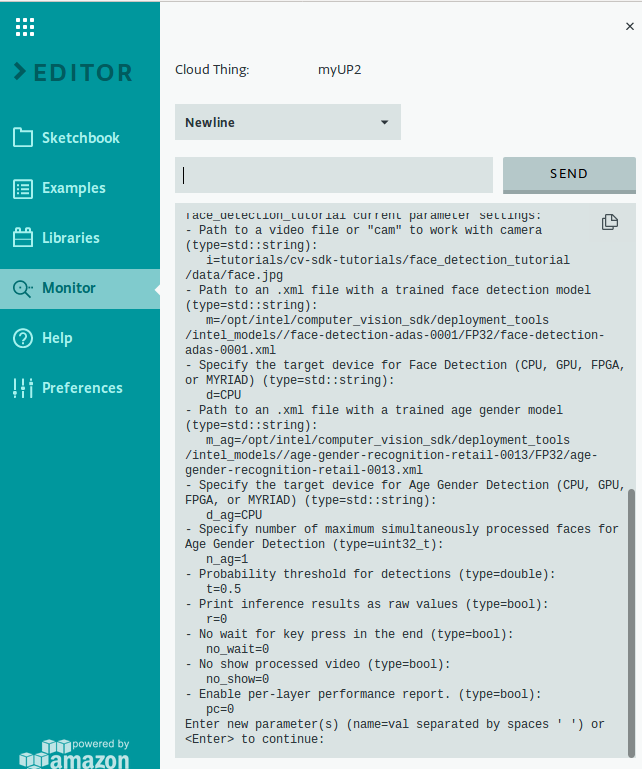 EDITOR
Sketchbook
Examples
Libraries
Monitor
Help
Preferences
powered by
amazon
×
Cloud Thing: myUP2
Newline
SEND
face_detection_tutorial current parameter settings:
- Path to a video file or "cam" to work with camera
(type=std::string):
i=tutorials/cv-sdk-tutorials/face_detection_tutorial
/data/face.jpg
- Path to an .xml file with a trained face detection model
(type=std::string):
m=/opt/intel/computer_vision_sdk/deployment_tools
/intel_models//face-detection-adas-0001/FP32/face-detection-
adas-0001.xml
- Specify the target device for Face Detection (CPU, GPU, FPGA,
or MYRIAD) (type=std::string):
d=CPU
- Path to an .xml file with a trained age gender model
(type=std::string):
m_ag=/opt/intel/computer_vision_sdk/deployment_tools
/intel_models//age-gender-recognition-retail-0013/FP32/age-
gender-recognition-retail-0013.xml
- Specify the target device for Age Gender Detection (CPU, GPU,
FPGA, or MYRIAD) (type=std::string):
d_ag=CPU
- Specify number of maximum simultaneously processed faces for
Age Gender Detection (type=uint32_t):
n_ag=1
- Probability threshold for detections (type=double):
t=0.5
- Print inference results as raw values (type=bool):
r=0
- No wait for key press in the end (type=bool):
no_wait=0
- No show processed video (type=bool):
no_show=0
- Enable per-layer performance report. (type=bool):
pc=0
Enter new parameter(s) (name=val separated by spaces ' ') or
<Enter> to continue: